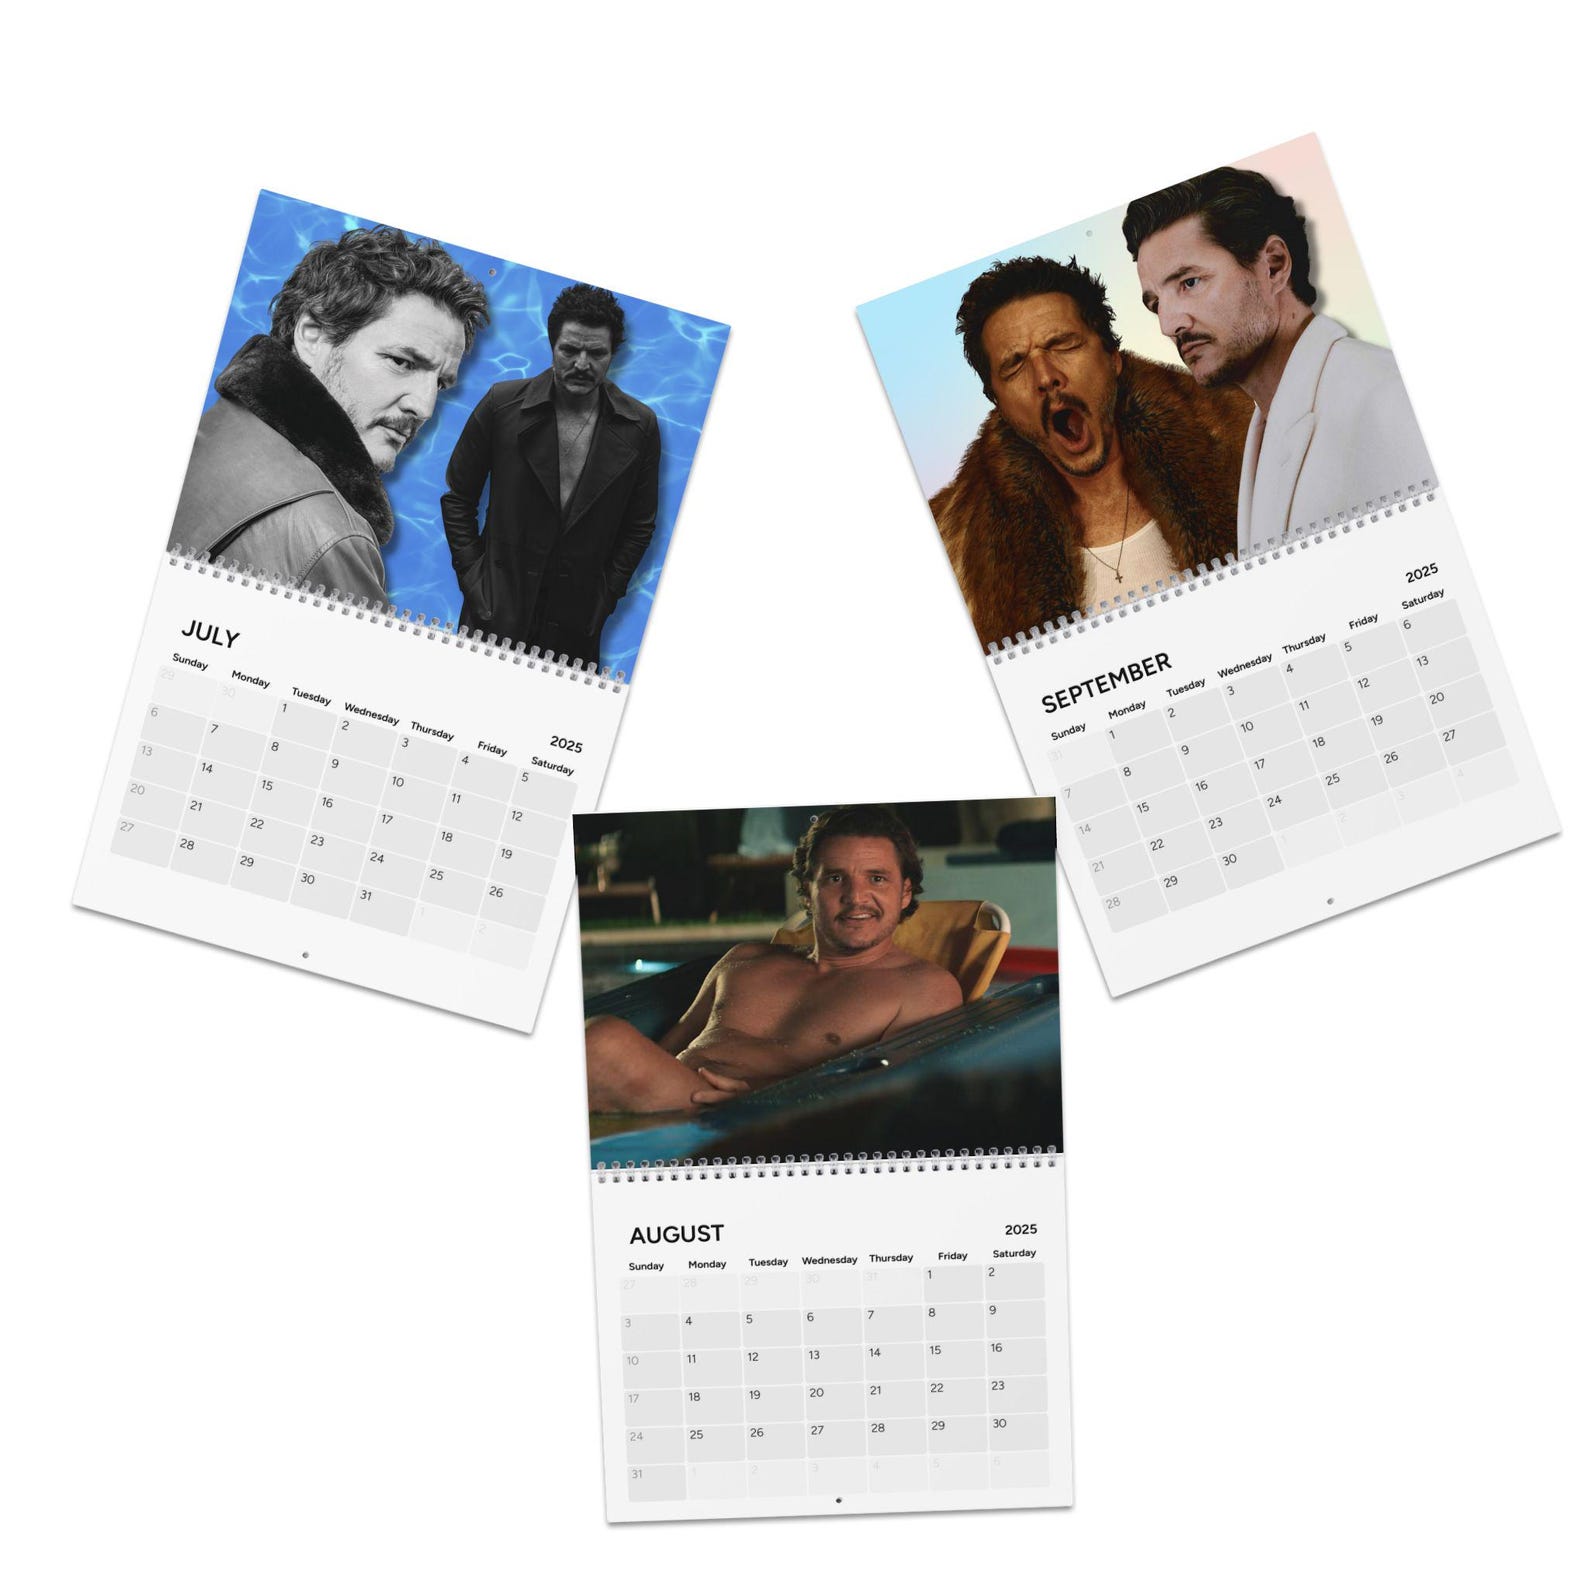 JULY
2025
Sunday Monday Tuesday Wednesday Thursday Friday Saturday
29 30 1 2 3 4 5
6 7 8 9 10 11 12
13 14 15 16 17 18 19
20 21 22 23 24 25 26
27 28 29 30 31 1 2
SEPTEMBER
2025
Sunday Monday Tuesday Wednesday Thursday Friday Saturday
31 1 2 3 4 5 6
7 8 9 10 11 12 13
14 15 16 17 18 19 20
21 22 23 24 25 26 27
28 29 30 1 2 3 4
AUGUST
2025
Sunday Monday Tuesday Wednesday Thursday Friday Saturday
27 28 29 30 31 1 2
3 4 5 6 7 8 9
10 11 12 13 14 15 16
17 18 19 20 21 22 23
24 25 26 27 28 29 30
31 1 2 3 4 5 6